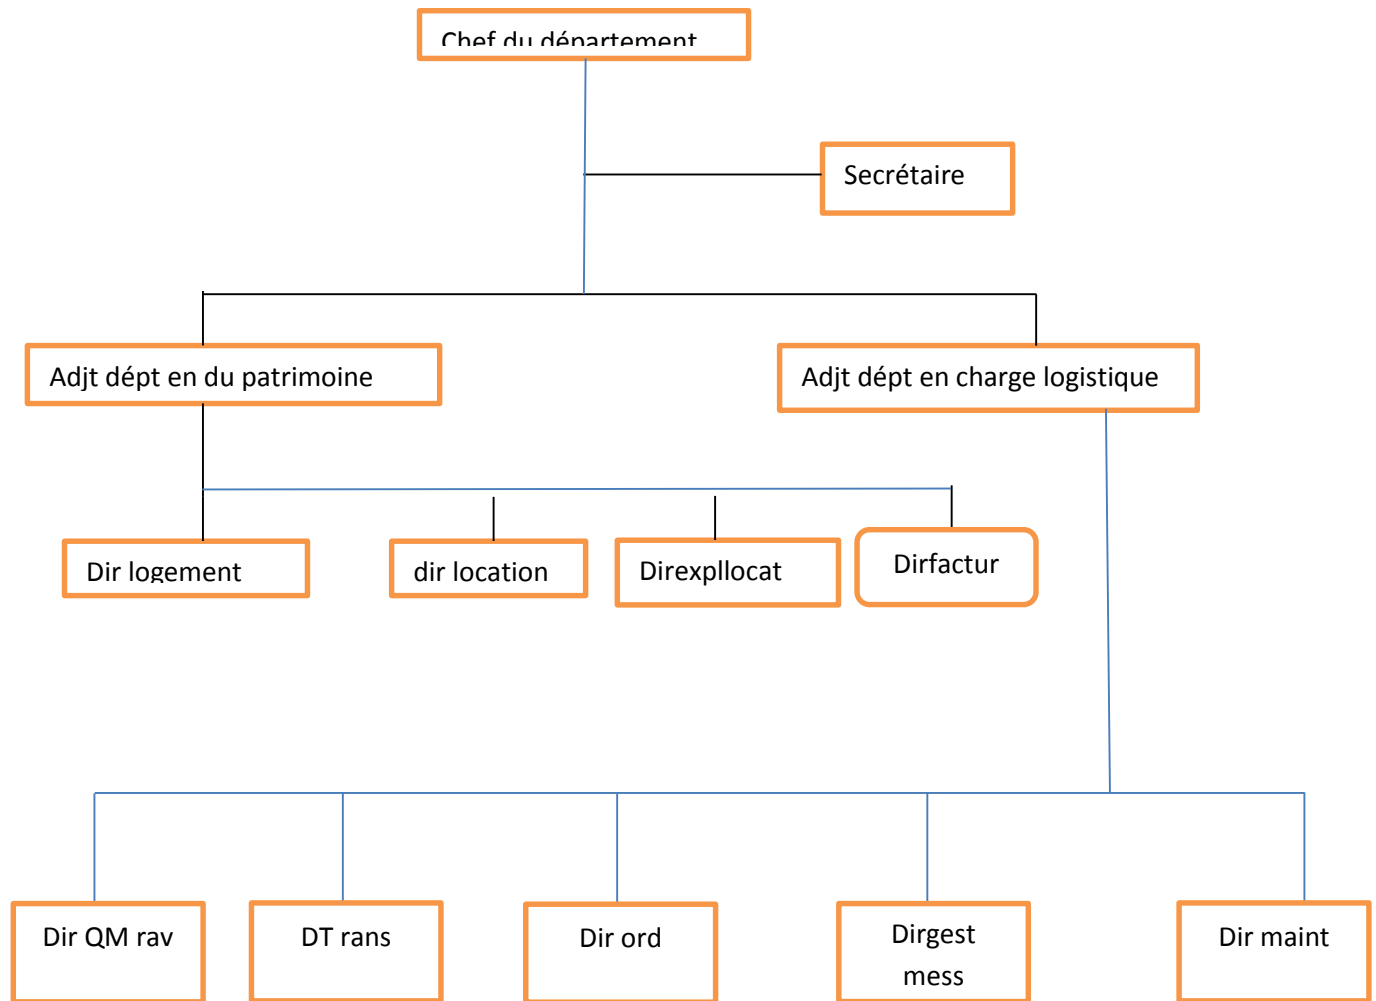 Chef du département
Secrétaire
Adjt dépt en du patrimoine
Adjt dépt en charge logistique
Dir logement
dir location
Direxpllocat
Dirfactur
Dir QM rav
DT rans
Dir ord
Dirgest
mess
Dir maint